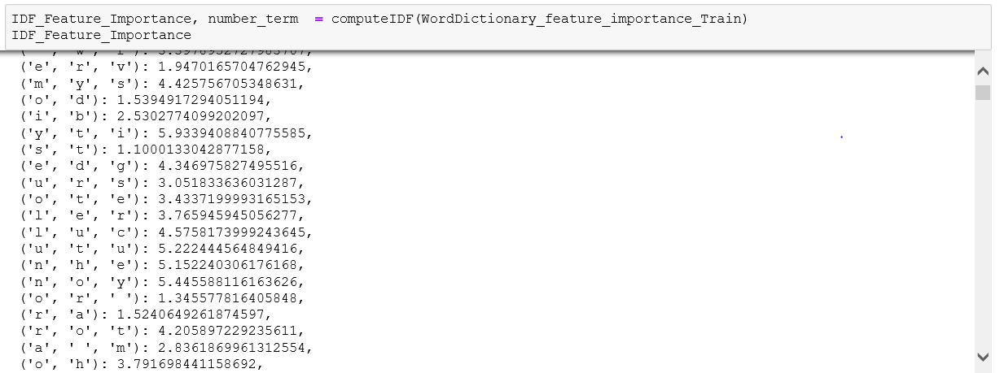 IDF_Feature_Importance, number_term = computeIDF(WordDictionary_feature_importance_Train)
IDF_Feature_Importance
('e', 'r', 'v'): 1.9470165704762945,
('m', 'y', 's'): 4.425756705348631,
('o', 'd'): 1.5394917294051194,
('i', 'b'): 2.5302774099202097,
('y', 't', 'i'): 5.9339408840775585,
('s', 't'): 1.1000133042877158,
('e', 'd', 'g'): 4.346975827495516,
('u', 'r', 's'): 3.051833636031287,
('o', 't', 'e'): 3.4337199993165153,
('l', 'e', 'r'): 3.765945945056277,
('l', 'u', 'c'): 4.5758173999243645,
('u', 't', 'u'): 5.222444564849416,
('n', 'h', 'e'): 5.152240306176168,
('n', 'o', 'y'): 5.445588116163626,
('o', 'r', ' '): 1.345577816405848,
('r', 'a'): 1.5240649261874597,
('r', 'o', 't'): 4.205897229235611,
('a', ' ', 'm'): 2.8361869961312554,
('o', 'h'): 3.791698441158692,